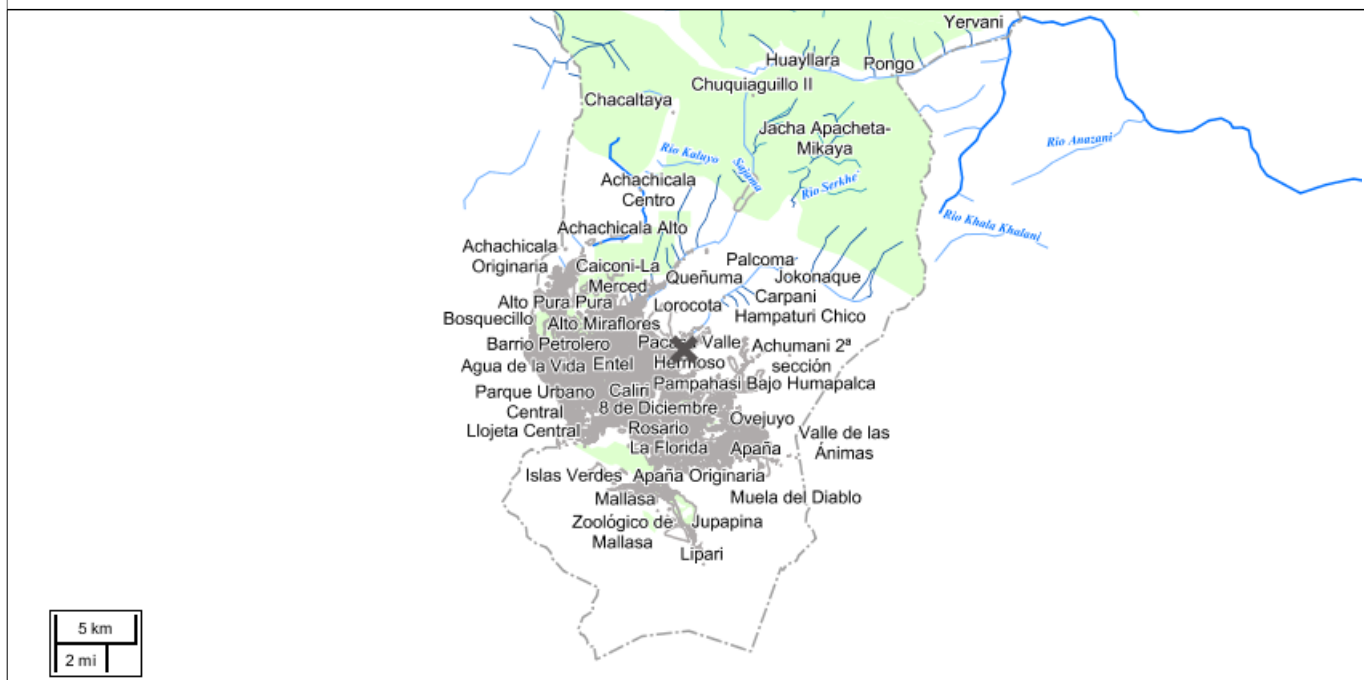 Yervani
Huayllara
Pongo
Chuquiaguillo II
Chacaltaya
Jacha Apacheta-
Mikaya
Rio Anazani
Rio Kaluyo
Sajama
Achachicala
Centro
Rio Serkhe'
Rio Khala Khalani
Achachicala Alto
Achachicala
Originaria
Caiconi-La
Merced
Queñuma
Palcoma
Jokonaque
Alto Pura Pura
Lorocota
Carpani
Bosquecillo
Alto Miraflores
Hampaturi Chico
Barrio Petrolero
Valle
Hermoso
Achumani 2ª
sección
Agua de la Vida
Entel
Pampahasi Bajo
Humapalca
Parque Urbano
Central
Caliri
8 de Diciembre
Ovejuyo
Llojeta Central
Rosario
Valle de las
Ánimas
La Florida
Apaña
Islas Verdes
Apaña Originaria
Mallasa
Muela del Diablo
Zoológico de
Mallasa
Jupapina
Lipari
5 km
2 mi